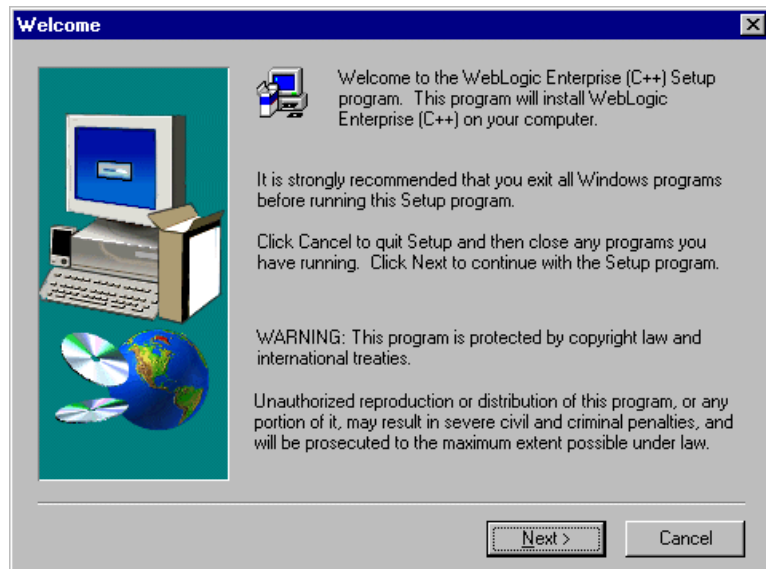 Welcome
Welcome to the WebLogic Enterprise (C++) Setup
program. This program will install WebLogic
Enterprise (C++) on your computer.
It is strongly recommended that you exit all Windows programs
before running this Setup program.
Click Cancel to quit Setup and then close any programs you
have running. Click Next to continue with the Setup program.
WARNING: This program is protected by copyright law and
international treaties.
Unauthorized reproduction or distribution of this program, or any
portion of it, may result in severe civil and criminal penalties, and
will be prosecuted to the maximum extent possible under law.
Next > Cancel